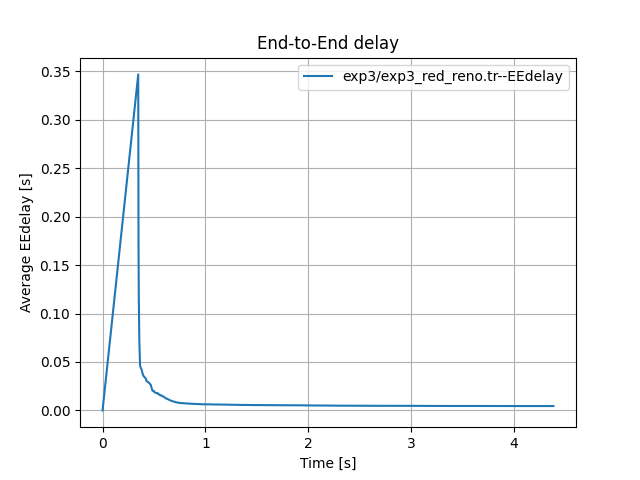 End-to-End delay
exp3/exp3_red_reno.tr--EEdelay
Average EEdelay [s]
0.35
0.30
0.25
0.20
0.15
0.10
0.05
0.00
0 1 2 3 4
Time [s]